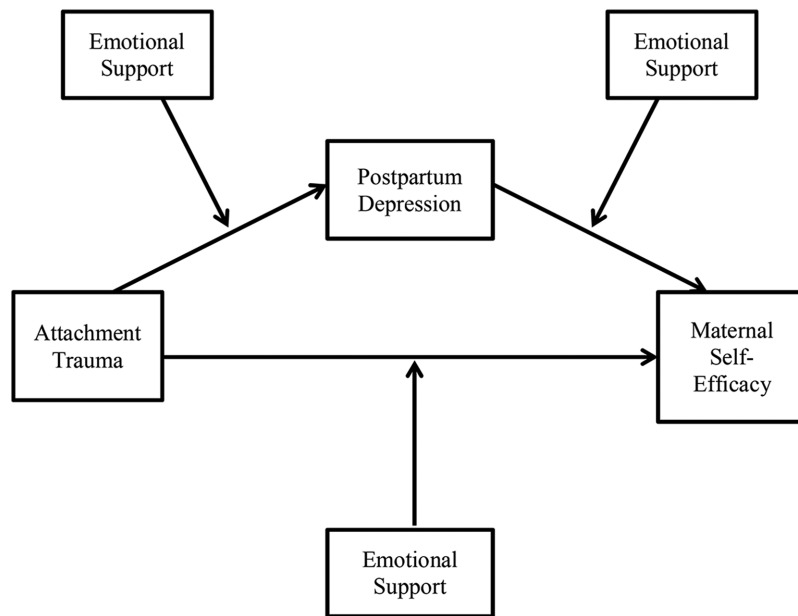 Emotional
Support
Emotional
Support
Postpartum
Depression
Attachment
Trauma
Maternal
Self-
Efficacy
Emotional
Support